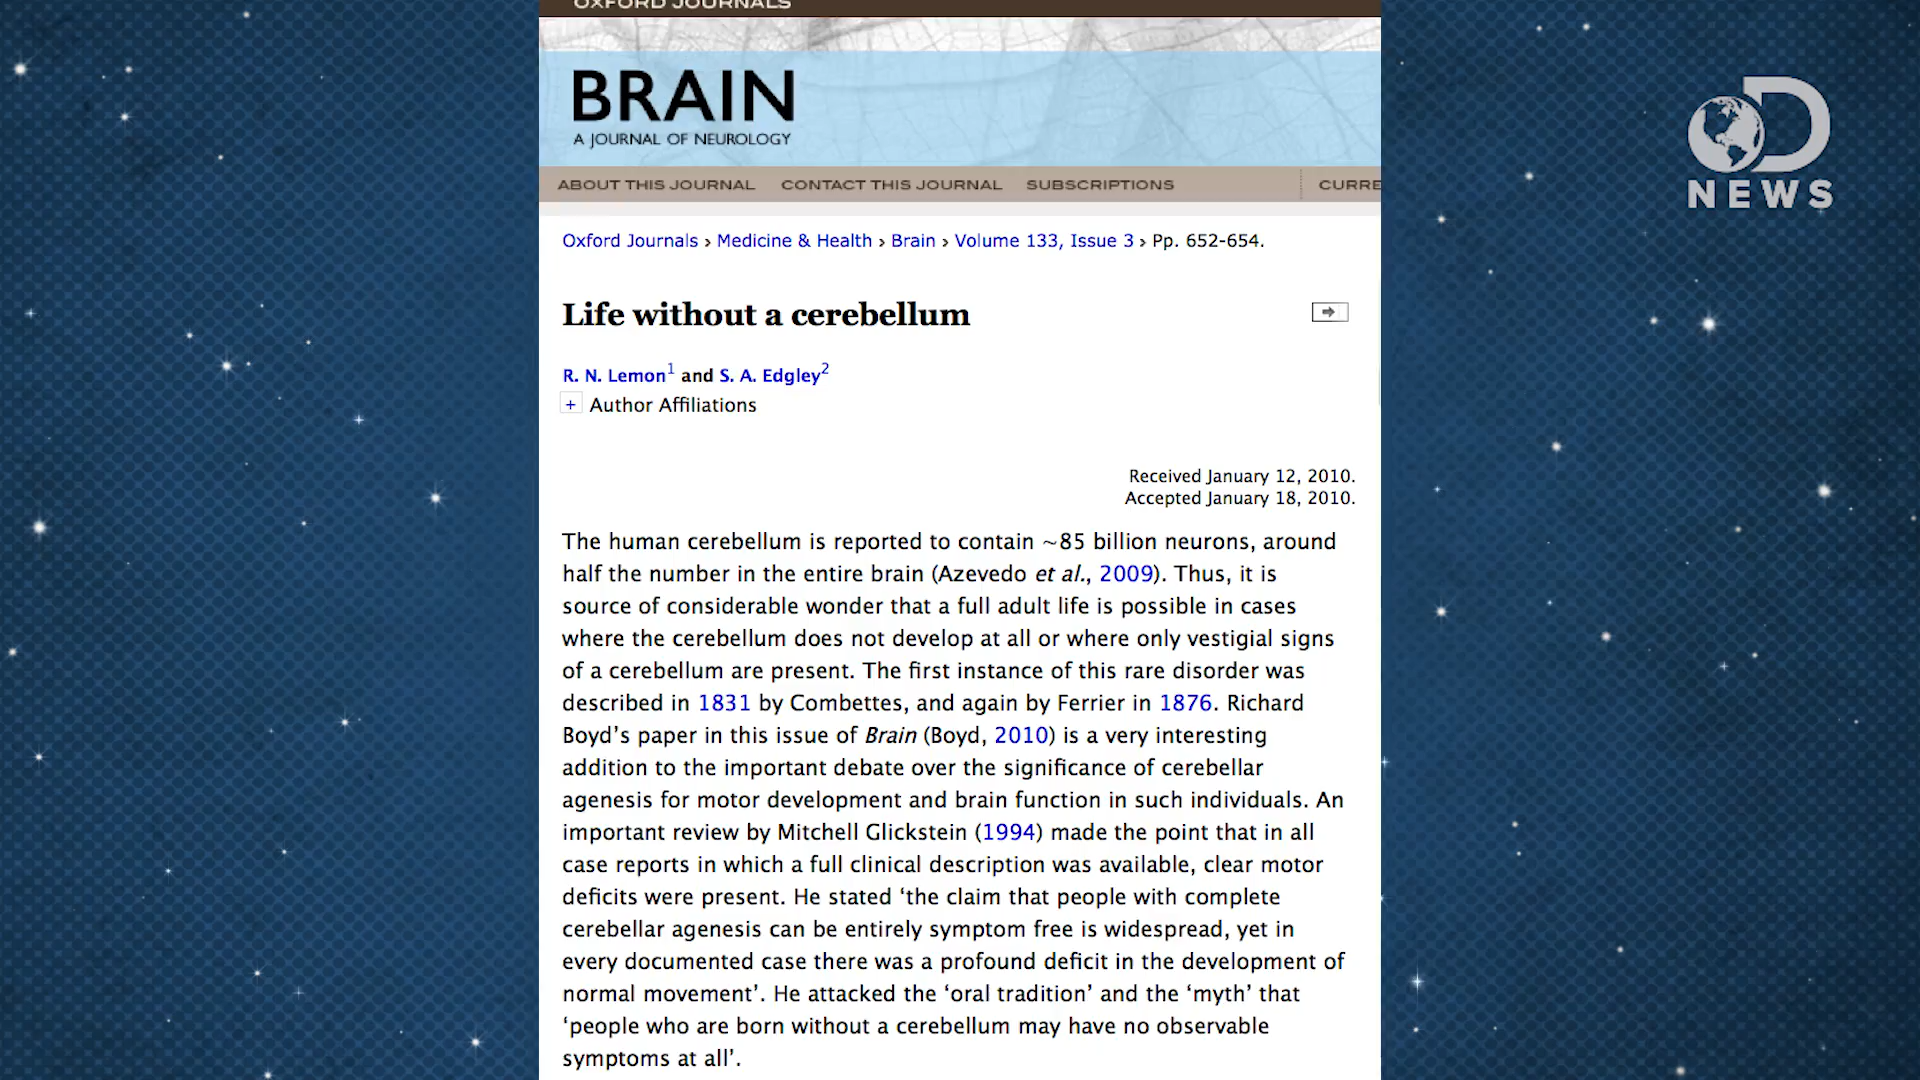 OXFORD JOURNALS
BRAIN
A JOURNAL OF NEUROLOGY
ABOUT THIS JOURNAL CONTACT THIS JOURNAL SUBSCRIPTIONS CURRE
NEWS
Oxford Journals › Medicine & Health › Brain › Volume 133, Issue 3 › Pp. 652-654.
Life without a cerebellum
R. N. Lemon1 and S. A. Edgley2
+ Author Affiliations
Received January 12, 2010.
Accepted January 18, 2010.
The human cerebellum is reported to contain ~85 billion neurons, around
half the number in the entire brain (Azevedo et al., 2009). Thus, it is
source of considerable wonder that a full adult life is possible in cases
where the cerebellum does not develop at all or where only vestigial signs
of a cerebellum are present. The first instance of this rare disorder was
described in 1831 by Combettes, and again by Ferrier in 1876. Richard
Boyd’s paper in this issue of Brain (Boyd, 2010) is a very interesting
addition to the important debate over the significance of cerebellar
agenesis for motor development and brain function in such individuals. An
important review by Mitchell Glickstein (1994) made the point that in all
case reports in which a full clinical description was available, clear motor
deficits were present. He stated ‘the claim that people with complete
cerebellar agenesis can be entirely symptom free is widespread, yet in
every documented case there was a profound deficit in the development of
normal movement’. He attacked the ‘oral tradition’ and the ‘myth’ that
‘people who are born without a cerebellum may have no observable
symptoms at all’.